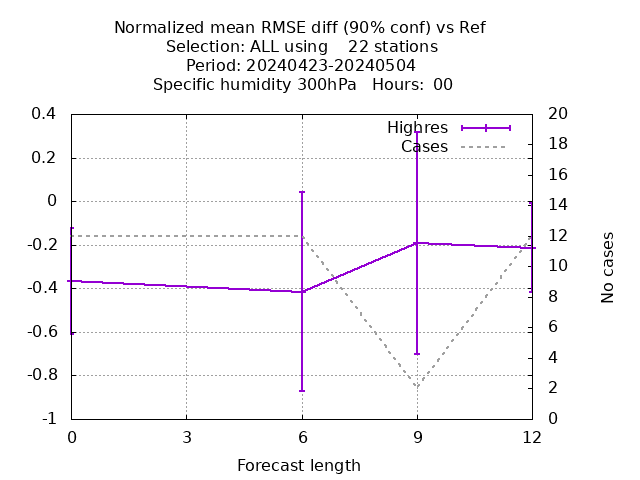 Normalized mean RMSE diff (90% conf) vs Ref
Selection: ALL using    22 stations
Period: 20240423-20240504
Specific humidity 300hPa   Hours:  00
0.4
0.2
0
-0.2
-0.4
-0.6
-0.8
-1
Highres
Cases
20
18
16
14
12
10
8
6
4
2
0
No cases
0 3 6 9 12
Forecast length